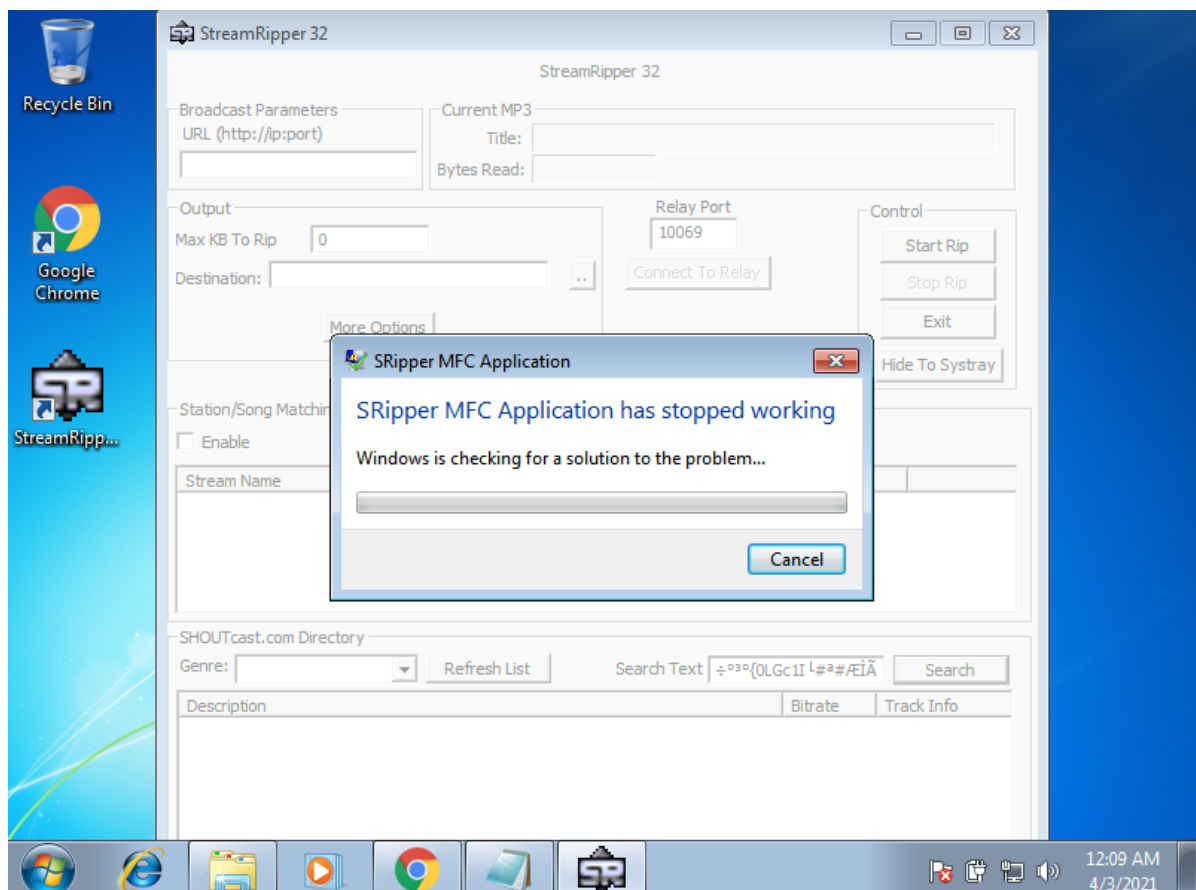 Recycle Bin
Google
Chrome
StreamRipp...
StreamRipper 32
StreamRipper 32
Broadcast Parameters
URL (http://ip:port)
Current MP3
Title:
Bytes Read:
Output
Max KB To Rip 0
Destination: ..
More Options
Relay Port
10069
Connect To Relay
Control
Start Rip
Stop Rip
Exit
Hide To Systray
SRipper MFC Application
SRipper MFC Application has stopped working
Windows is checking for a solution to the problem...
Cancel
Station/Song Matchin
Enable
Stream Name
SHOUTcast.com Directory
Genre: Refresh List Search Text ÷º³º{0LGc1I└#ª#ÆÌÃ Search
Description Bitrate Track Info
12:09 AM
4/3/2021